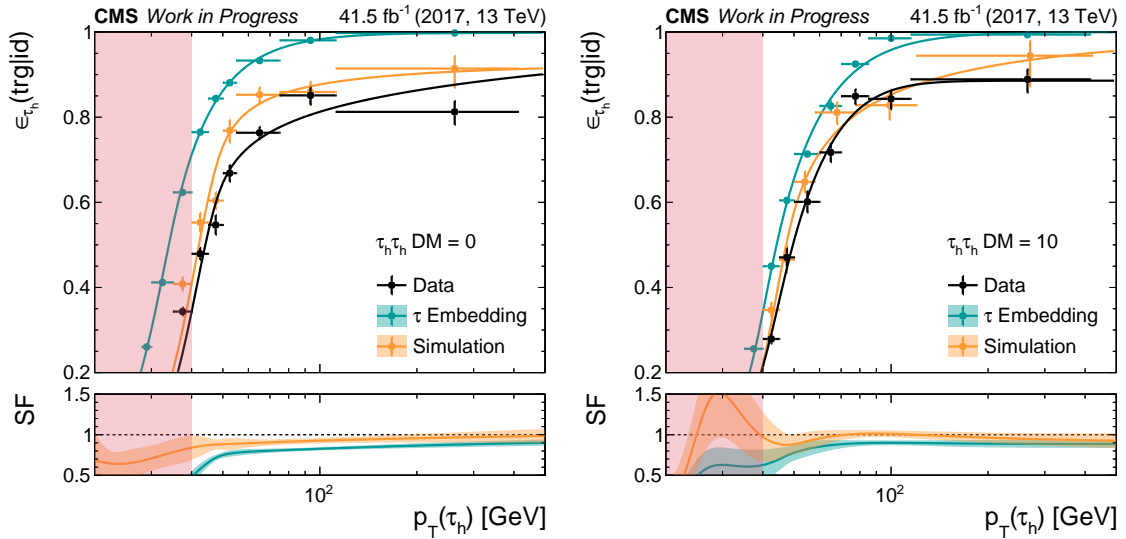 CMS Work in Progress 41.5 fb⁻¹ (2017, 13 TeV)
ϵ_τₕ(trg|id)
1
0.8
0.6
0.4
0.2
τₕτₕ DM = 0
Data
τ Embedding
Simulation
SF
1.5
1
0.5
10²
p_T(τₕ) [GeV]
CMS Work in Progress 41.5 fb⁻¹ (2017, 13 TeV)
ϵ_τₕ(trg|id)
1
0.8
0.6
0.4
0.2
τₕτₕ DM = 10
Data
τ Embedding
Simulation
SF
1.5
1
0.5
10²
p_T(τₕ) [GeV]